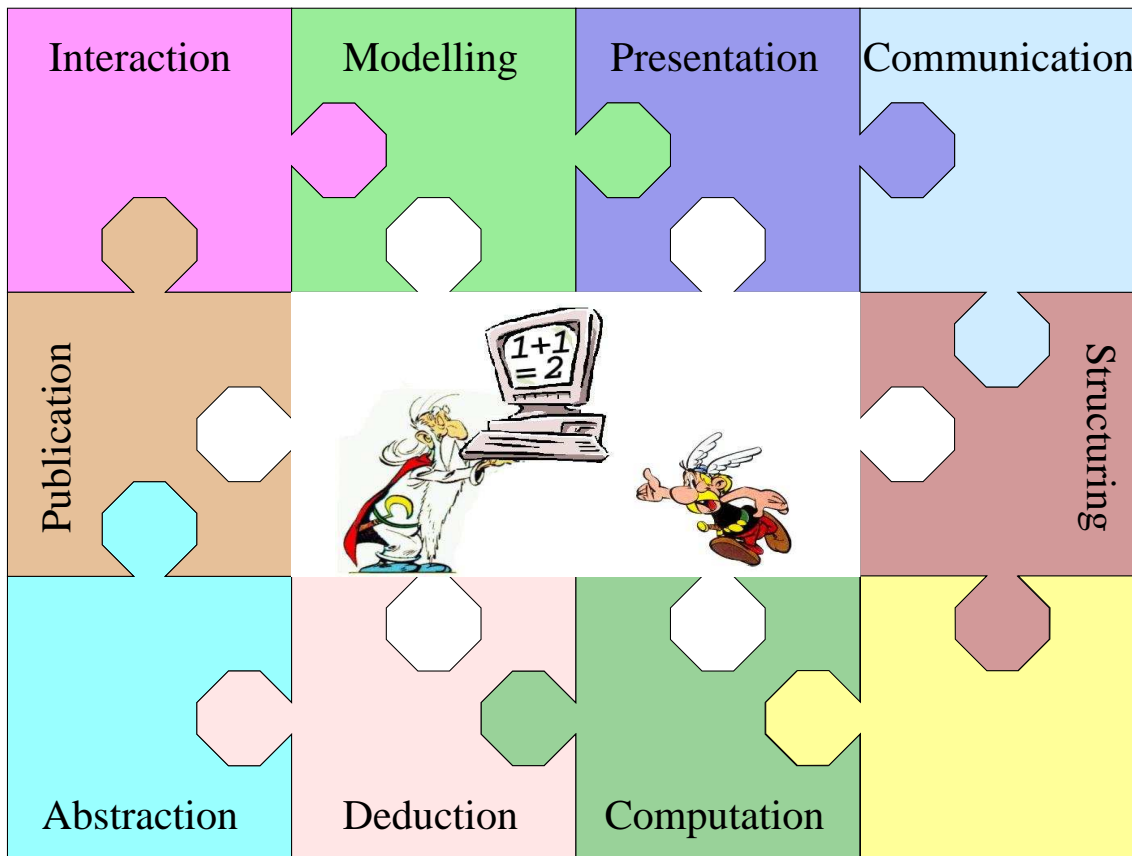 Interaction
Modelling
Presentation
Communication
1+1
= 2
Publication
Structuring
Abstraction
Deduction
Computation